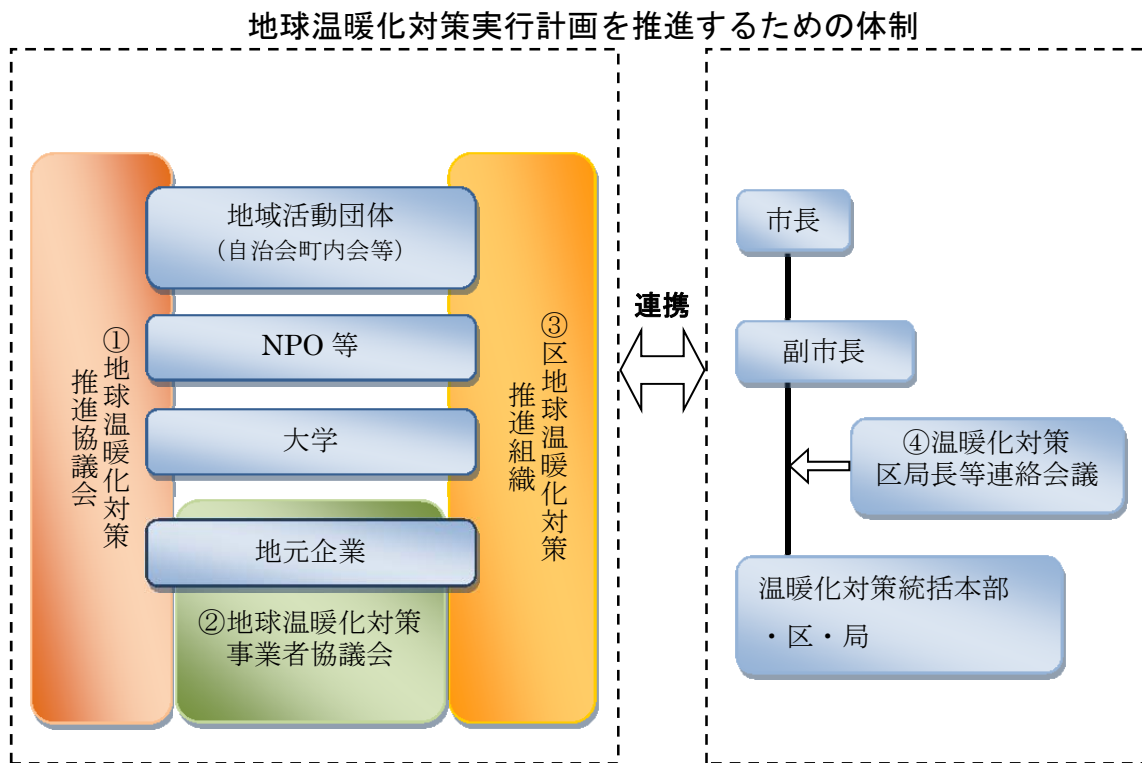 地球温暖化対策実行計画を推進するための体制
地域活動団体
（自治会町内会等）
NPO 等
大学
地元企業
①地球温暖化対策
推進協議会
②地球温暖化対策
事業者協議会
③区地球温暖化対策
推進組織
連携
市長
副市長
④温暖化対策
区局長等連絡会議
温暖化対策統括本部
・区・局